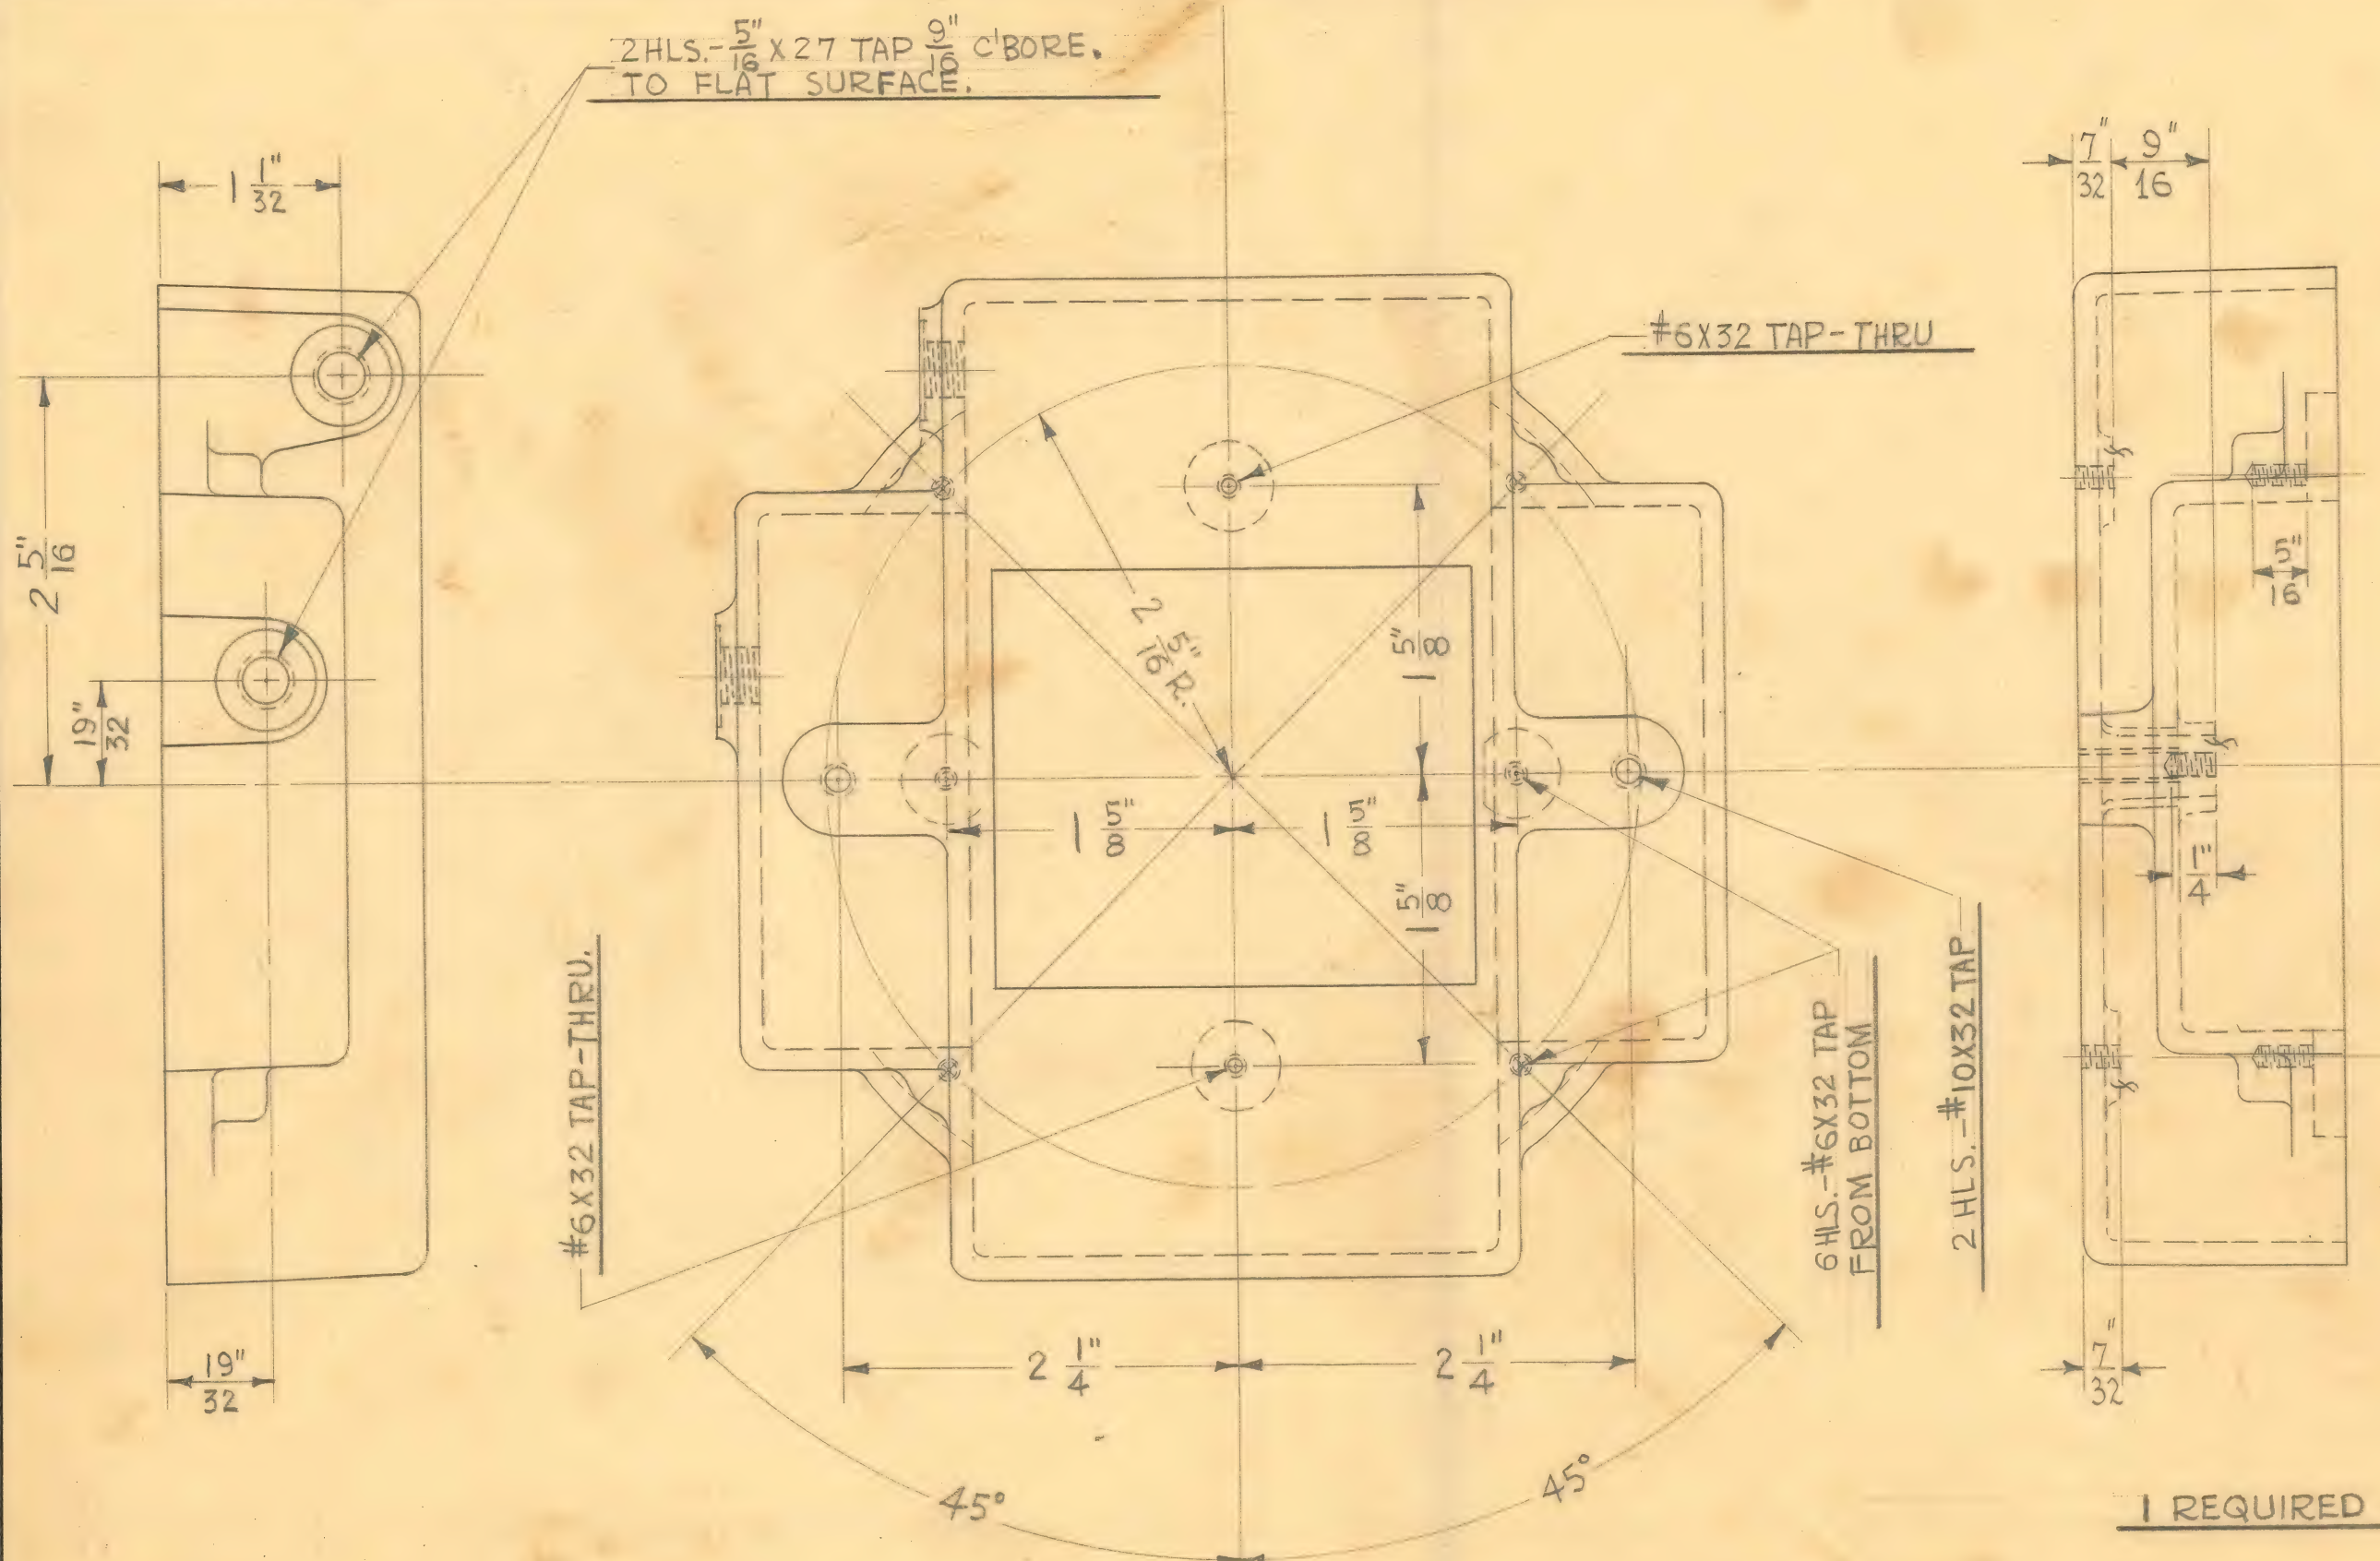 2 HLS.-5/16" X 27 TAP 9/16" C'BORE.
TO FLAT SURFACE.
1 1/32"
7/32"
9/16"
#6X32 TAP-THRU
2 5/16"
19/32"
2 5/16" R.
1 5/8"
5/16"
1 5/8"
1 5/8"
1 5/8"
1/4"
#6X32 TAP-THRU.
6 HLS.-#6X32 TAP
FROM BOTTOM
2 HLS.-#10X32 TAP
19/32"
2 1/4"
2 1/4"
7/32"
45°
45°
1 REQUIRED